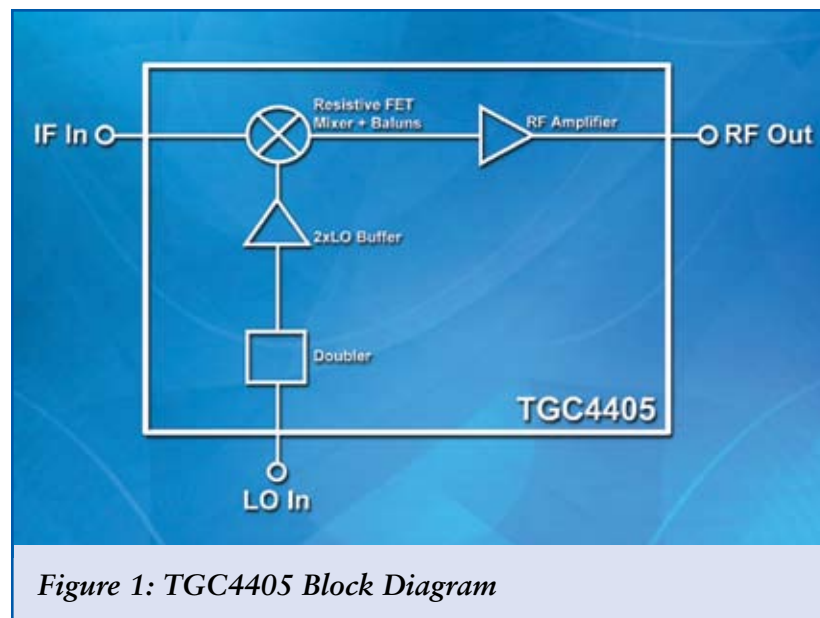 Resistive FET
Mixer + Baluns
IF In
RF Amplifier
RF Out
2xLO Buffer
Doubler
TGC4405
LO In
Figure 1: TGC4405 Block Diagram